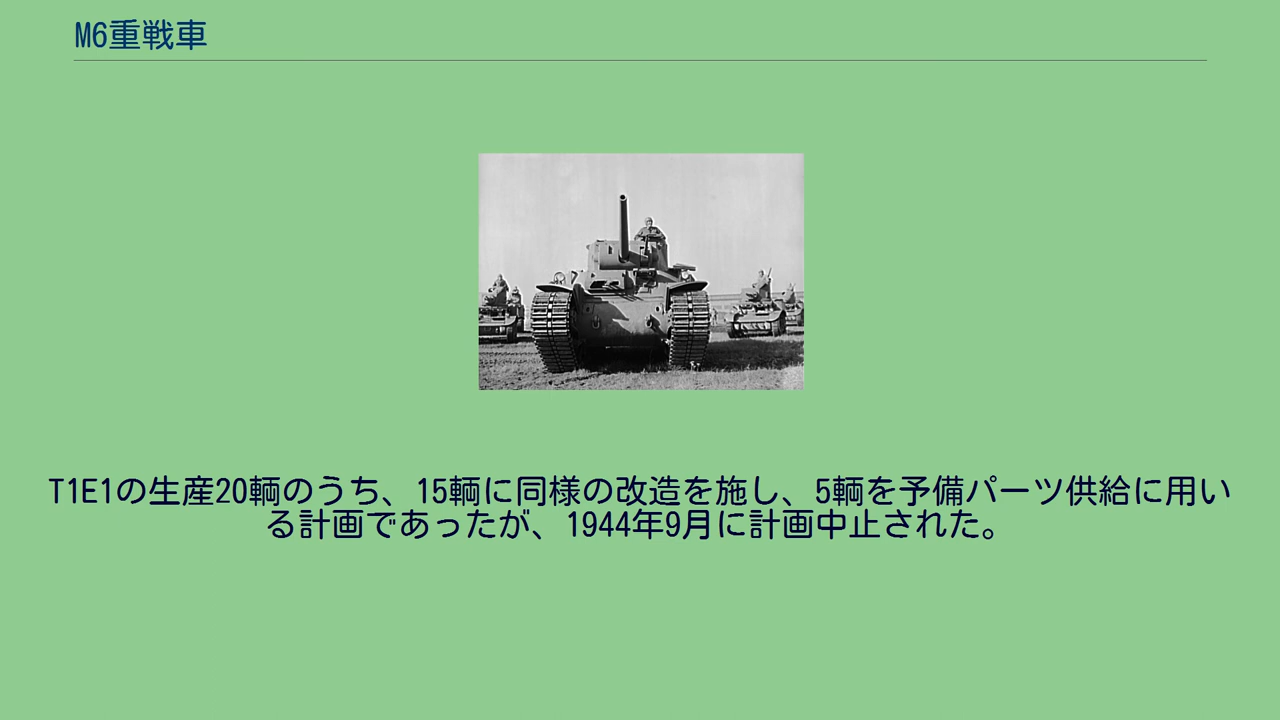 M6重戦車
T1E1の生産20輌のうち、15輌に同様の改造を施し、5輌を予備パーツ供給に用い
る計画であったが、1944年9月に計画中止された。